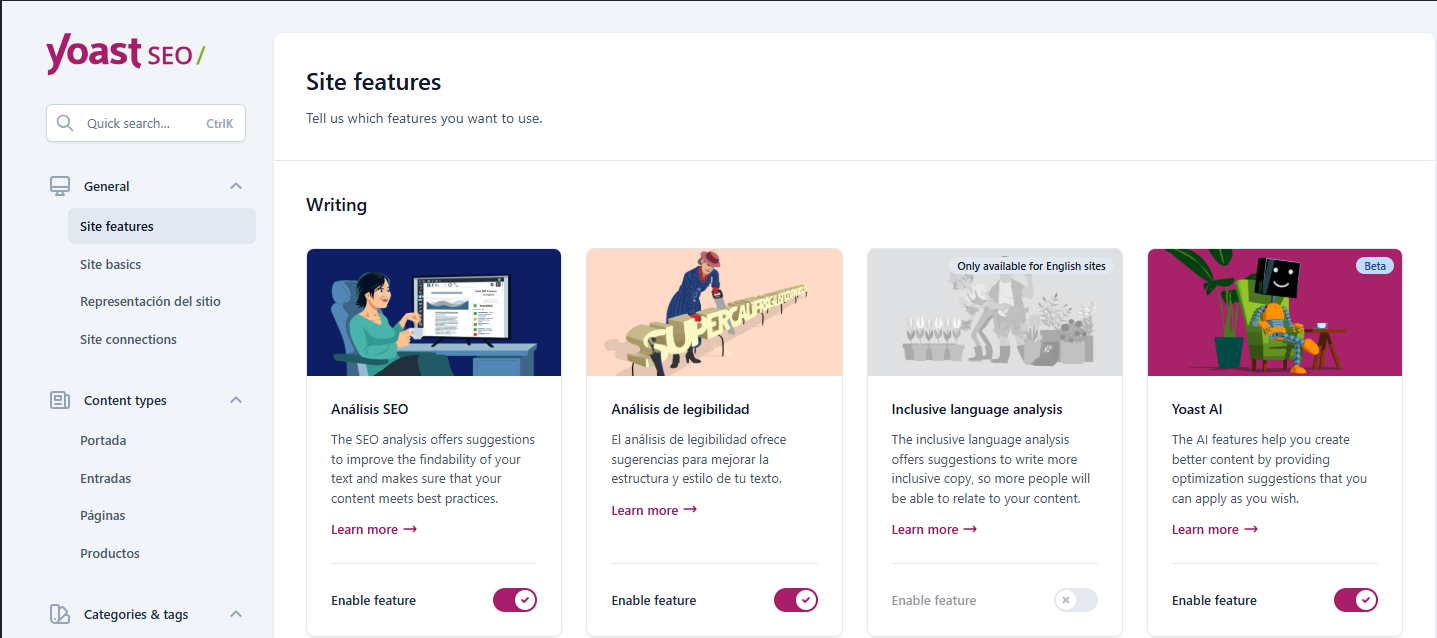 yoast SEO/
Quick search...
CtrlK
General
Site features
Site basics
Representación del sitio
Site connections
Content types
Portada
Entradas
Páginas
Productos
Categories & tags
Site features
Tell us which features you want to use.
Writing
Análisis SEO
The SEO analysis offers suggestions
to improve the findability of your
text and makes sure that your
content meets best practices.
Learn more →
Enable feature
SUPERCALIFRAGILISTIC
Análisis de legibilidad
El análisis de legibilidad ofrece
sugerencias para mejorar la
estructura y estilo de tu texto.
Learn more →
Enable feature
Only available for English sites
Inclusive language analysis
The inclusive language analysis
offers suggestions to write more
inclusive copy, so more people will
be able to relate to your content.
Learn more →
Enable feature
Beta
Yoast AI
The AI features help you create
better content by providing
optimization suggestions that you
can apply as you wish.
Learn more →
Enable feature